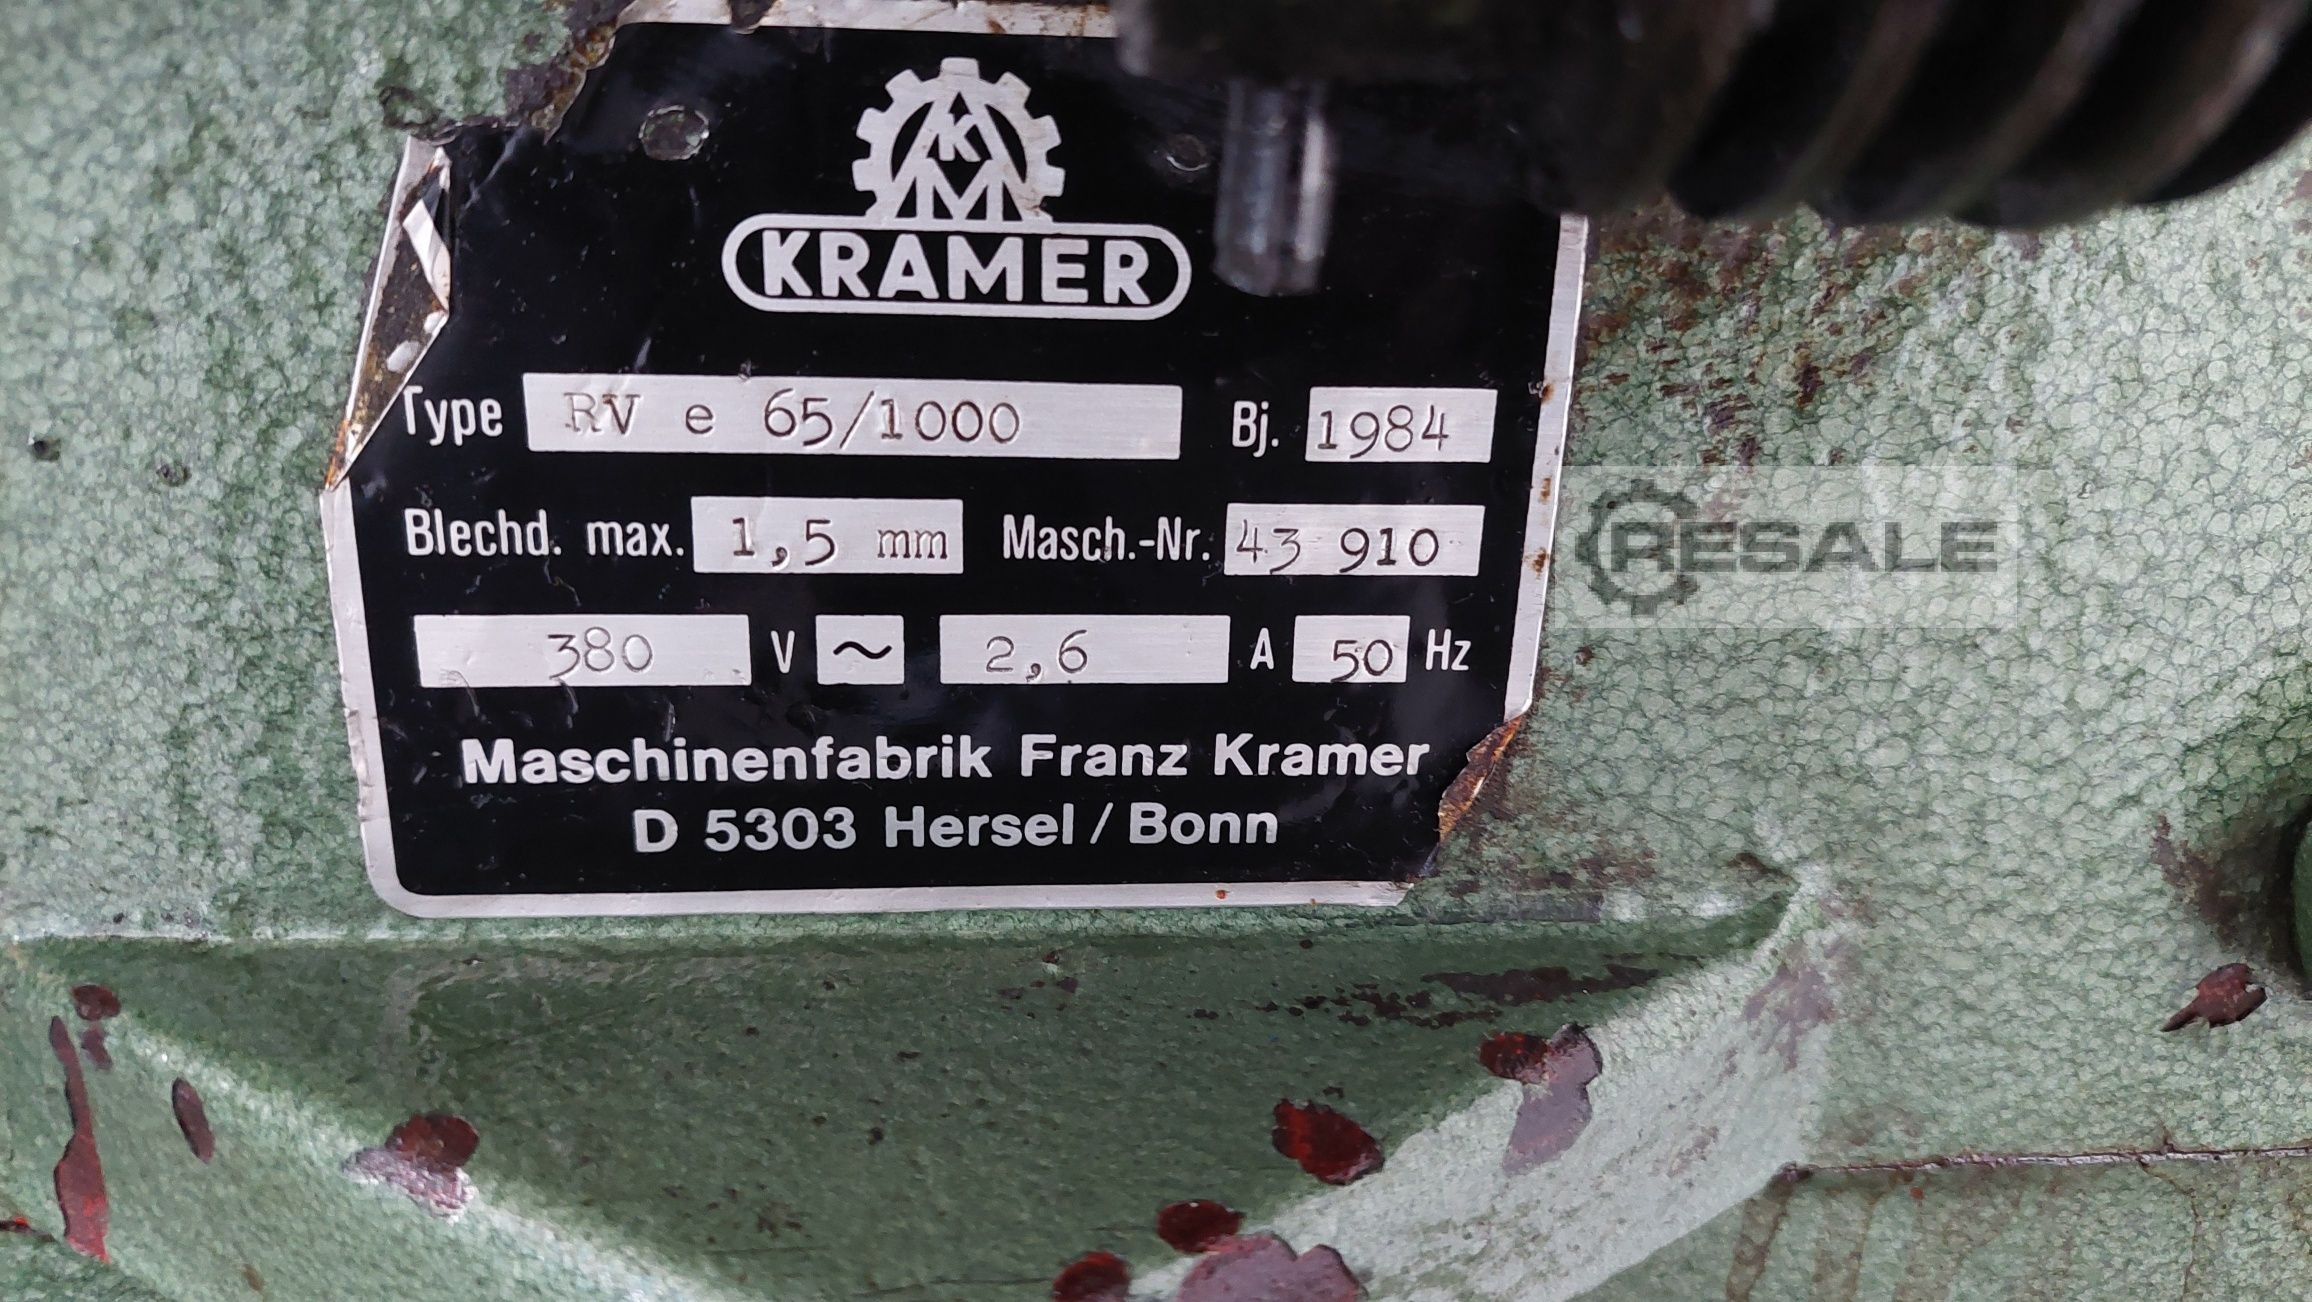 KRAMER
Type RV e 65/1000 Bj. 1984
Blechd. max. 1,5 mm Masch.-Nr. 43 910
380 V ~ 2,6 A 50 Hz
Maschinenfabrik Franz Kramer
D 5303 Hersel / Bonn
RESALE